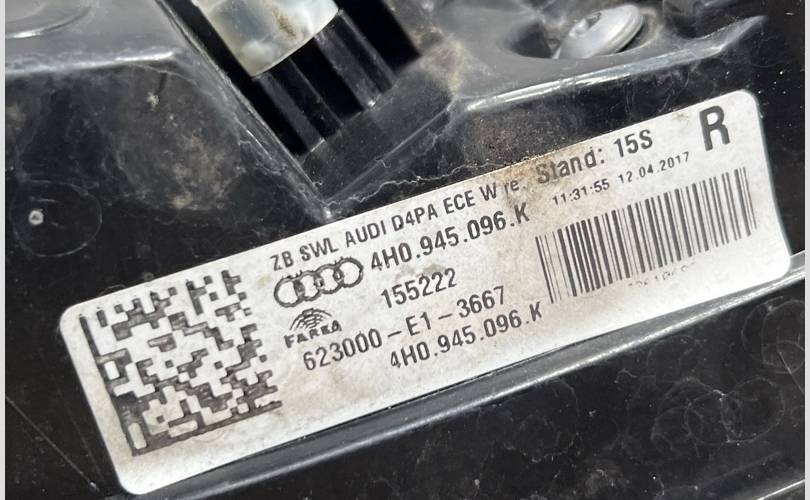 ZB SWL AUDI D4PA ECE W re. Stand: 15S
R
4H0.945.096.K
11:31:55 12.04.2017
155222
FARBA
623000-E1-3667
4H0.945.096.K